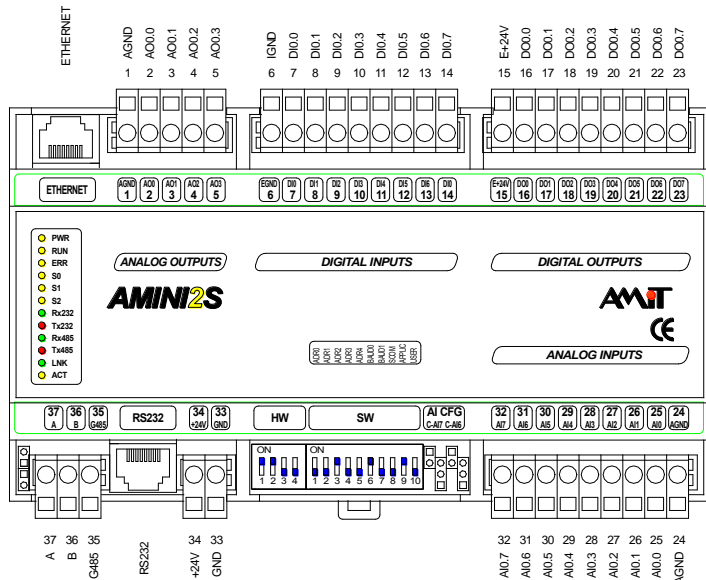 ETHERNET AGND AO0.0 AO0.1 AO0.2 AO0.3 IGND DI0.0 DI0.1 DI0.2 DI0.3 DI0.4 DI0.5 DI0.6 DI0.7 E+24V DO0.0 DO0.1 DO0.2 DO0.3 DO0.4 DO0.5 DO0.6 DO0.7
1 2 3 4 5 6 7 8 9 10 11 12 13 14 15 16 17 18 19 20 21 22 23
ETHERNET AGND AO0 AO1 AO2 AO3 EGND DI0 DI1 DI2 DI3 DI4 DI5 DI6 DI0 E+24V DO0 DO1 DO2 DO3 DO4 DO5 DO6 DO7
1 2 3 4 5 6 7 8 9 10 11 12 13 14 15 16 17 18 19 20 21 22 23
PWR
RUN
ERR
S0
S1
S2
Rx232
Tx232
Rx485
Tx485
LNK
ACT
ANALOG OUTPUTS DIGITAL INPUTS DIGITAL OUTPUTS
AMINI2S AMiT
CE
ADR0 ADR1 ADR2 ADR3 ADR4 BAUD0 BAUD1 SCOM APPLIC USER
ANALOG INPUTS
37 36 35 RS232 34 33 HW SW AI CFG 32 31 30 29 28 27 26 25 24
A B G485 +24V GND C-AI7 C-AI6 AI7 AI6 AI5 AI4 AI3 AI2 AI1 AI0 AGND
ON ON
1 2 3 4 1 2 3 4 5 6 7 8 9 10
37 36 35 34 33 32 31 30 29 28 27 26 25 24
A B G485 RS232 +24V GND AI0.7 AI0.6 AI0.5 AI0.4 AI0.3 AI0.2 AI0.1 AI0.0 AGND